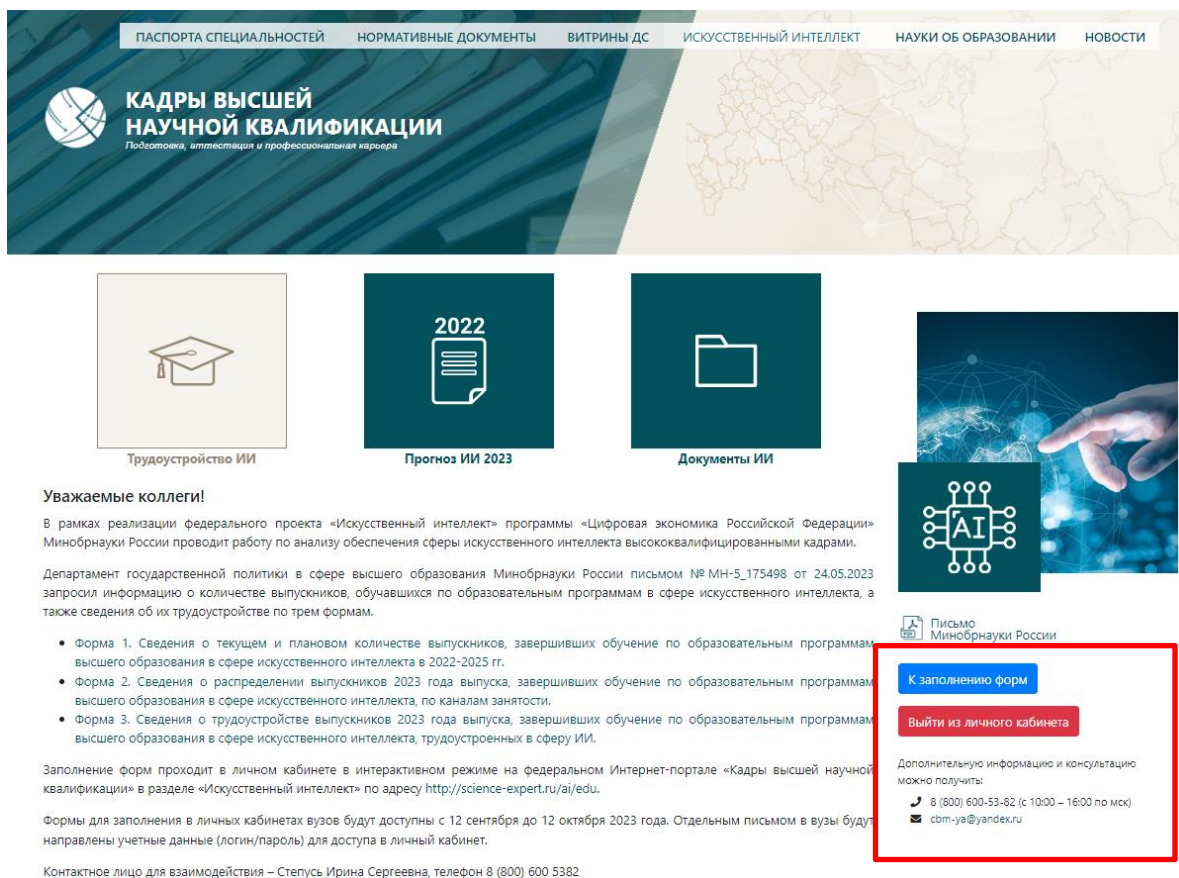 ПАСПОРТА СПЕЦИАЛЬНОСТЕЙ НОРМАТИВНЫЕ ДОКУМЕНТЫ ВИТРИНЫ ДС ИСКУССТВЕННЫЙ ИНТЕЛЛЕКТ НАУКИ ОБ ОБРАЗОВАНИИ НОВОСТИ
КАДРЫ ВЫСШЕЙ
НАУЧНОЙ КВАЛИФИКАЦИИ
Подготовка, аттестация и профессиональная карьера
2022
Трудоустройство ИИ
Прогноз ИИ 2023
Документы ИИ
Уважаемые коллеги!
В рамках реализации федерального проекта «Искусственный интеллект» программы «Цифровая экономика Российской Федерации»
Минобрнауки России проводит работу по анализу обеспечения сферы искусственного интеллекта высококвалифицированными кадрами.
Департамент государственной политики в сфере высшего образования Минобрнауки России письмом № МН-5_175498 от 24.05.2023
запросил информацию о количестве выпускников, обучавшихся по образовательным программам в сфере искусственного интеллекта, а
также сведения об их трудоустройстве по трем формам.
• Форма 1. Сведения о текущем и плановом количестве выпускников, завершивших обучение по образовательным программам
высшего образования в сфере искусственного интеллекта в 2022-2025 гг.
• Форма 2. Сведения о распределении выпускников 2023 года выпуска, завершивших обучение по образовательным программам
высшего образования в сфере искусственного интеллекта, по каналам занятости.
• Форма 3. Сведения о трудоустройстве выпускников 2023 года выпуска, завершивших обучение по образовательным программам
высшего образования в сфере искусственного интеллекта, трудоустроенных в сферу ИИ.
Заполнение форм проходит в личном кабинете в интерактивном режиме на федеральном Интернет-портале «Кадры высшей научной
квалификации» в разделе «Искусственный интеллект» по адресу http://science-expert.ru/ai/edu.
Формы для заполнения в личных кабинетах вузов будут доступны с 12 сентября до 12 октября 2023 года. Отдельным письмом в вузы будут
направлены учетные данные (логин/пароль) для доступа в личный кабинет.
Контактное лицо для взаимодействия – Степусь Ирина Сергеевна, телефон 8 (800) 600 5382
AI
PDF
Письмо
Минобрнауки России
К заполнению форм
Выйти из личного кабинета
Дополнительную информацию и консультацию
можно получить:
8 (800) 600-53-82 (с 10:00 – 16:00 по мск)
cbm-ya@yandex.ru